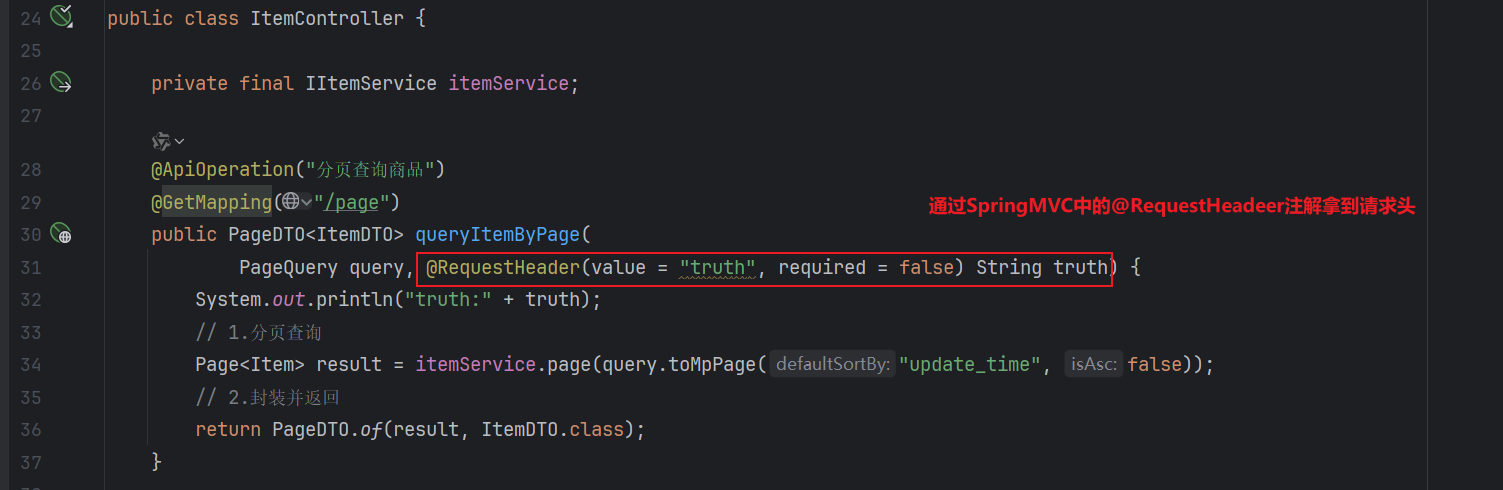 24 public class ItemController {
25
26 private final IItemService itemService;
27
28 @ApiOperation("分页查询商品")
29 @GetMapping("/page")
通过SpringMVC中的@RequestHeadeer注解拿到请求头
30 public PageDTO<ItemDTO> queryItemByPage(
31 PageQuery query, @RequestHeader(value = "truth", required = false) String truth) {
32 System.out.println("truth:" + truth);
33 // 1.分页查询
34 Page<Item> result = itemService.page(query.toMpPage( defaultSortBy: "update_time", isAsc: false));
35 // 2.封装并返回
36 return PageDTO.of(result, ItemDTO.class);
37 }